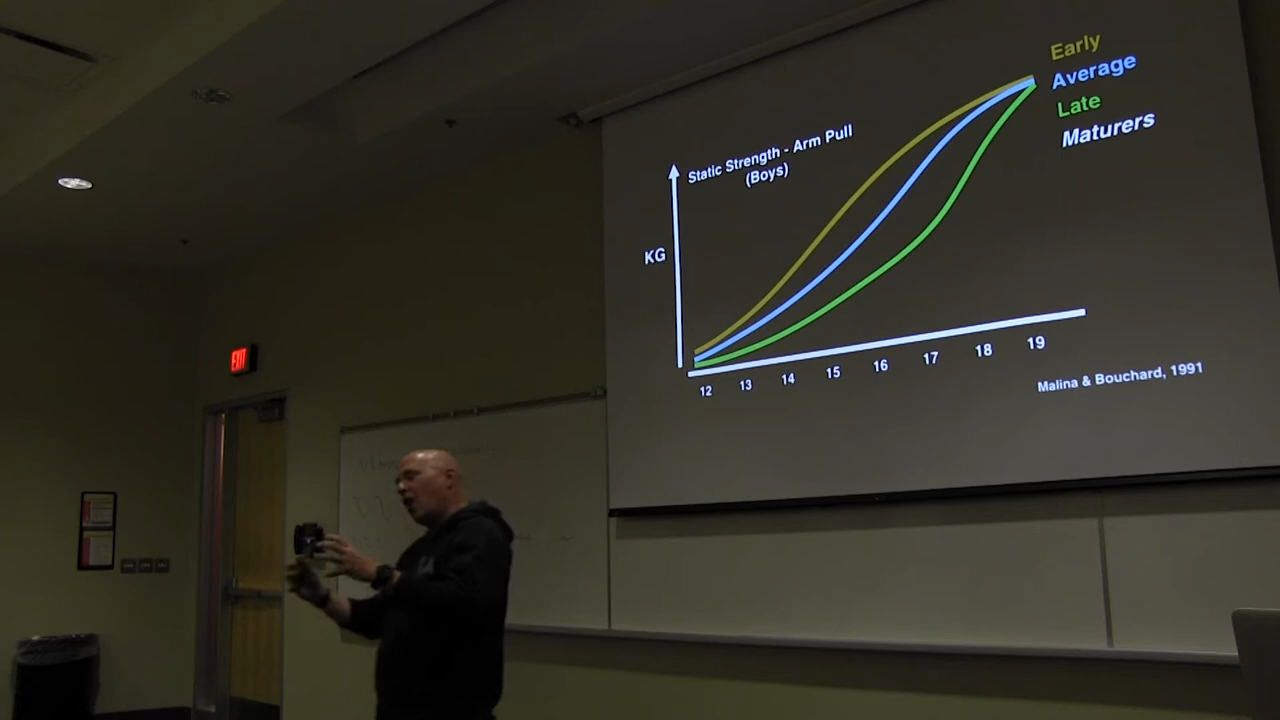 Early
Average
Late
Maturers
Static Strength - Arm Pull
(Boys)
KG
12 13 14 15 16 17 18 19
Malina & Bouchard, 1991
EXIT